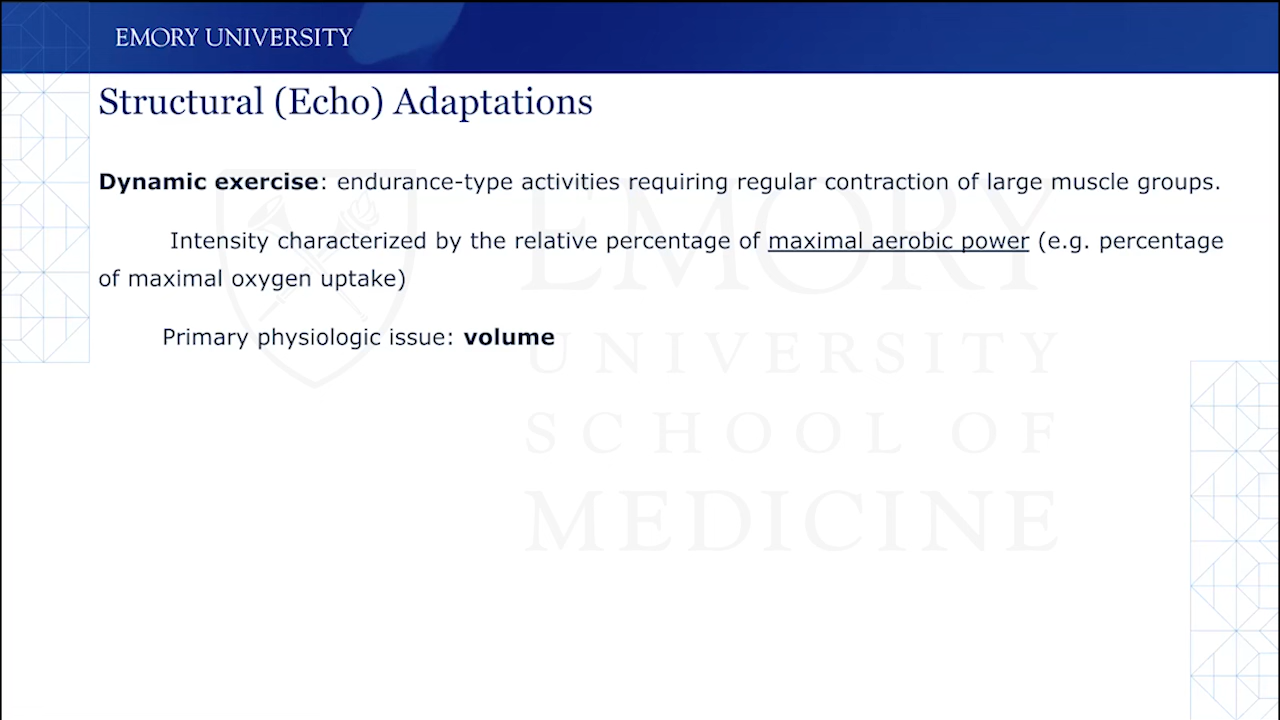 EMORY UNIVERSITY
Structural (Echo) Adaptations
Dynamic exercise: endurance-type activities requiring regular contraction of large muscle groups.
Intensity characterized by the relative percentage of maximal aerobic power (e.g. percentage
of maximal oxygen uptake)
Primary physiologic issue: volume
EMORY
UNIVERSITY
SCHOOL OF
MEDICINE